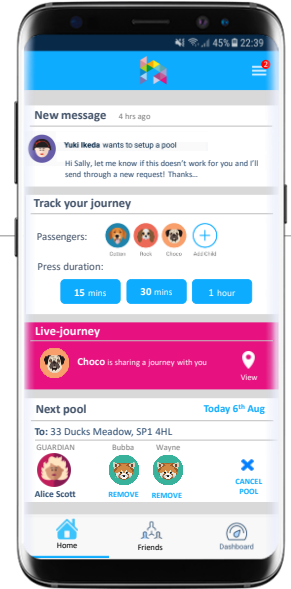 45% 22:39
2
New message 4 hrs ago
Yuki Ikeda wants to setup a pool
Hi Sally, let me know if this doesn't work for you and I'll
send through a new request! Thanks...
Track your journey
Passengers:
Rock Choco Add Child
Press duration:
15 mins 30 mins 1 hour
Live-journey
Choco is sharing a journey with you
View
Next pool Today 6th Aug
To: 33 Ducks Meadow, SP1 4HL
GUARDIAN Bubba Wayne
Alice Scott REMOVE REMOVE CANCEL
POOL
Home Friends Dashboard